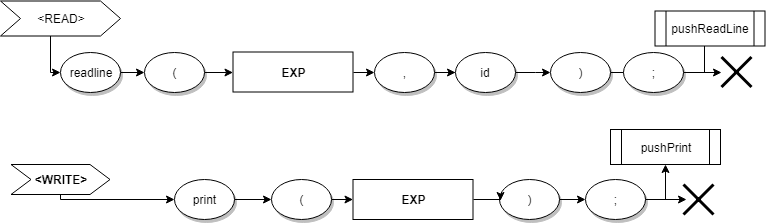 <READ>
pushReadLine
readline ( EXP , id ) ;
pushPrint
<WRITE>
print ( EXP ) ;